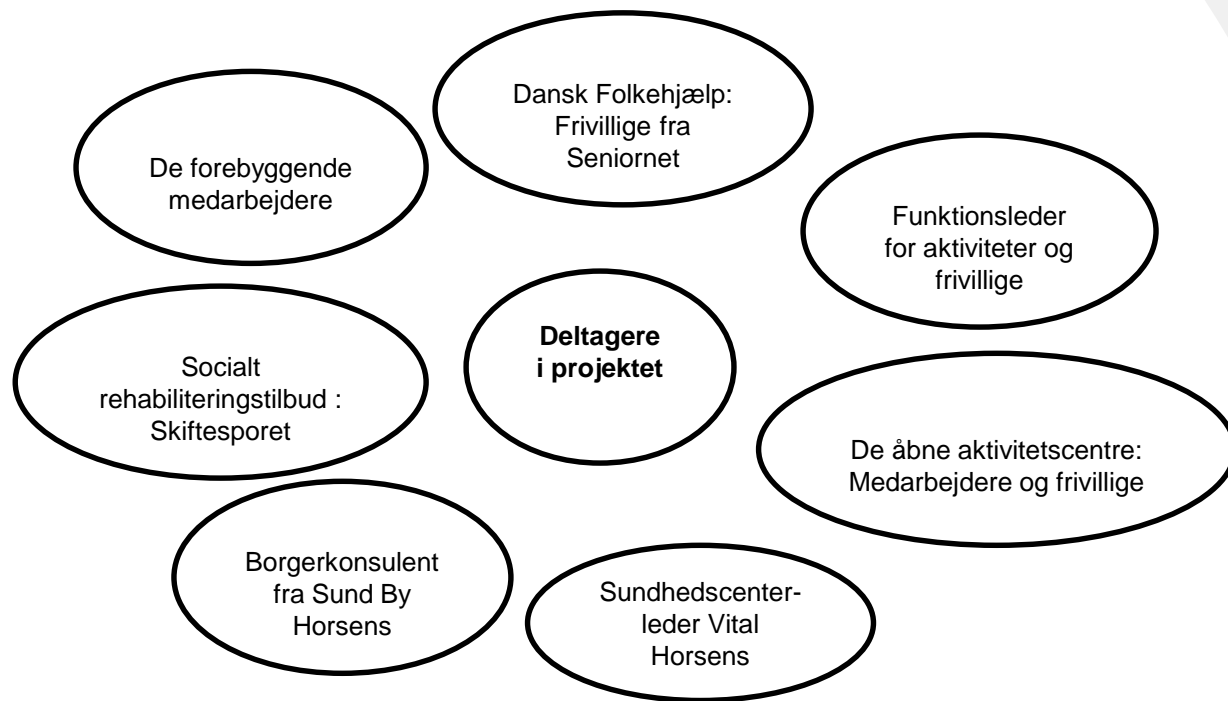 Dansk Folkehjælp:
Frivillige fra
Seniornet
De forebyggende
medarbejdere
Funktionsleder
for aktiviteter og
frivillige
Deltagere
i projektet
Socialt
rehabiliteringstilbud :
Skiftesporet
De åbne aktivitetscentre:
Medarbejdere og frivillige
Borgerkonsulent
fra Sund By
Horsens
Sundhedscenter-
leder Vital
Horsens